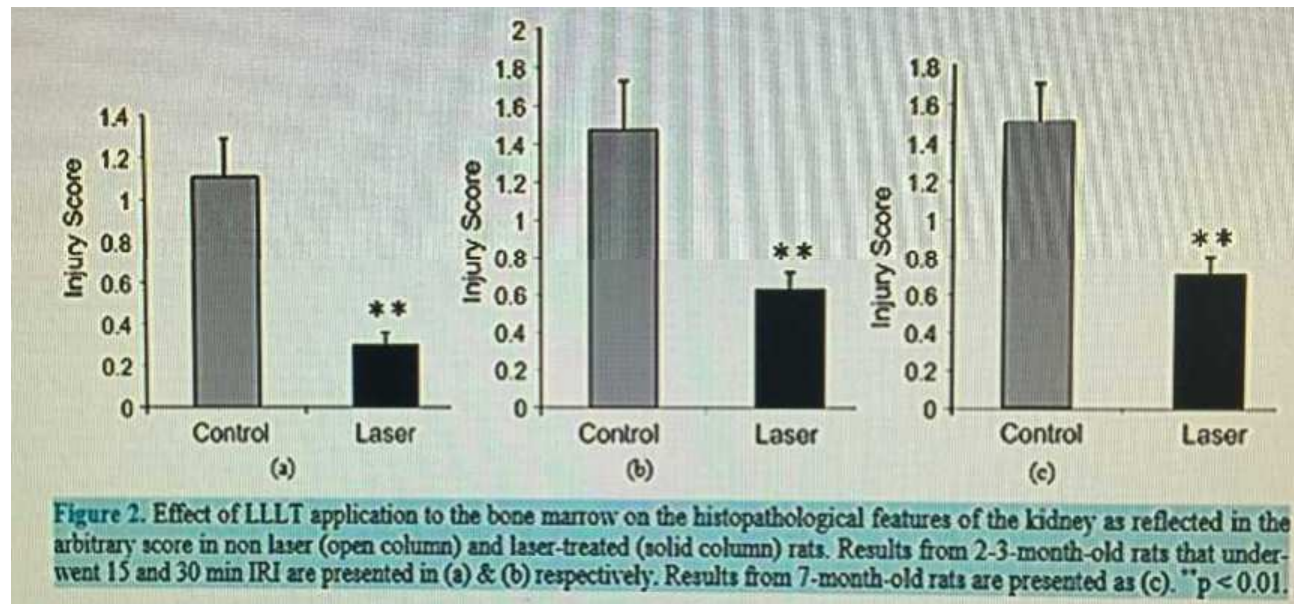 1.4
1.2
1
0.8
0.6
0.4
0.2
0
Injury Score
**
Control Laser
(a)
2
1.8
1.6
1.4
1.2
1
0.8
0.6
0.4
0.2
0
Injury Score
**
Control Laser
(b)
1.8
1.6
1.4
1.2
1
0.8
0.6
0.4
0.2
0
Injury Score
**
Control Laser
(c)
Figure 2. Effect of LLLT application to the bone marrow on the histopathological features of the kidney as reflected in the
arbitrary score in non laser (open column) and laser-treated (solid column) rats. Results from 2-3-month-old rats that under-
went 15 and 30 min IRI are presented in (a) & (b) respectively. Results from 7-month-old rats are presented as (c). **p < 0.01.